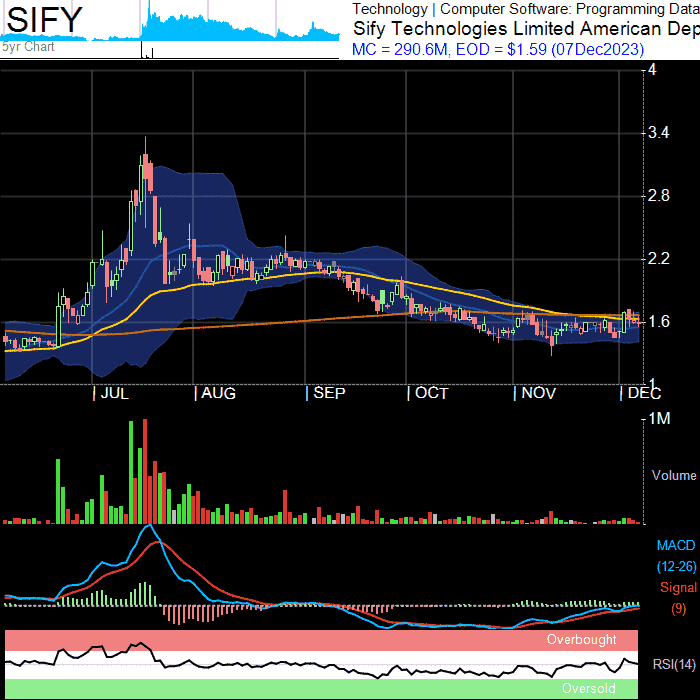 SIFY
5yr Chart
Technology | Computer Software: Programming Data
Sify Technologies Limited American Dep
MC = 290.6M, EOD = $1.59 (07Dec2023)
4
3.4
2.8
2.2
1.6
1
JUL AUG SEP OCT NOV DEC
1M
Volume
MACD
(12-26)
Signal
(9)
Overbought
RSI(14)
Oversold